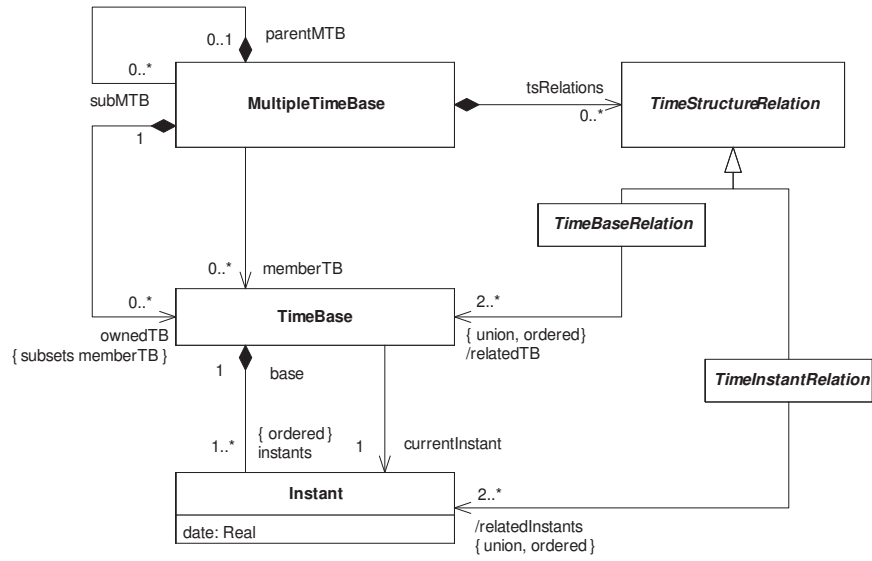 parentMTB
0..1
0..*
subMTB
MultipleTimeBase
1
tsRelations
0..*
TimeStructureRelation
TimeBaseRelation
0..*
memberTB
0..*
ownedTB
{ subsets memberTB }
TimeBase
2..*
{ union, ordered }
/relatedTB
1
base
TimeInstantRelation
{ ordered }
1..*
instants
1
currentInstant
Instant
date: Real
2..*
/relatedInstants
{ union, ordered }